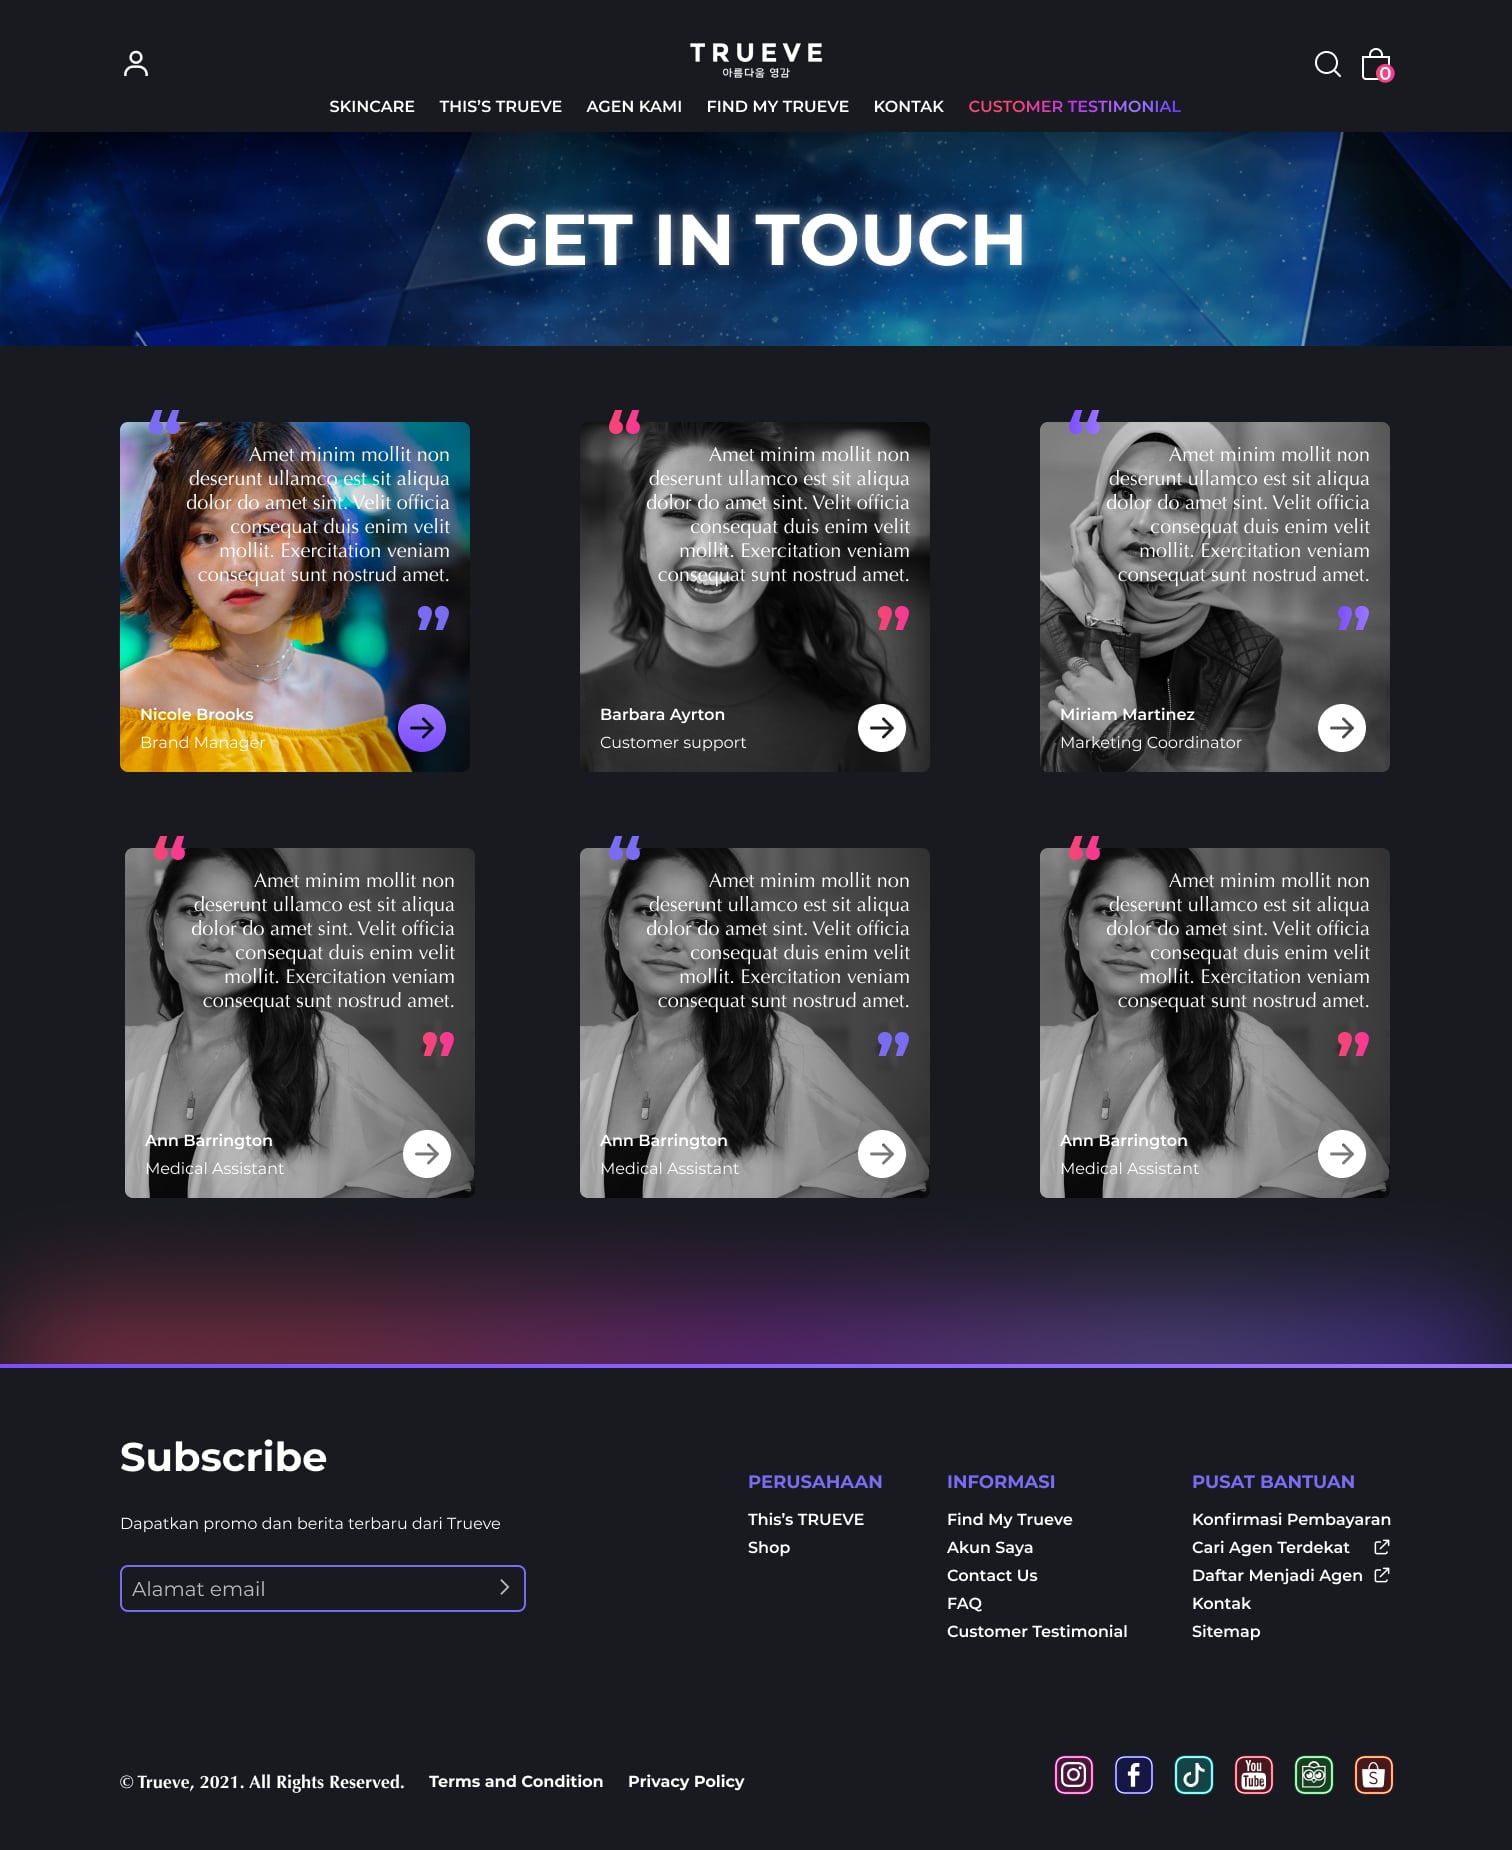 TRUEVE
아름다움 영감
0
SKINCARE THIS'S TRUEVE AGEN KAMI FIND MY TRUEVE KONTAK CUSTOMER TESTIMONIAL
GET IN TOUCH
“
Amet minim mollit non
deserunt ullamco est sit aliqua
dolor do amet sint. Velit officia
consequat duis enim velit
mollit. Exercitation veniam
consequat sunt nostrud amet.
”
Nicole Brooks
Brand Manager
“
Amet minim mollit non
deserunt ullamco est sit aliqua
dolor do amet sint. Velit officia
consequat duis enim velit
mollit. Exercitation veniam
consequat sunt nostrud amet.
”
Barbara Ayrton
Customer support
“
Amet minim mollit non
deserunt ullamco est sit aliqua
dolor do amet sint. Velit officia
consequat duis enim velit
mollit. Exercitation veniam
consequat sunt nostrud amet.
”
Miriam Martinez
Marketing Coordinator
“
Amet minim mollit non
deserunt ullamco est sit aliqua
dolor do amet sint. Velit officia
consequat duis enim velit
mollit. Exercitation veniam
consequat sunt nostrud amet.
”
Ann Barrington
Medical Assistant
“
Amet minim mollit non
deserunt ullamco est sit aliqua
dolor do amet sint. Velit officia
consequat duis enim velit
mollit. Exercitation veniam
consequat sunt nostrud amet.
”
Ann Barrington
Medical Assistant
“
Amet minim mollit non
deserunt ullamco est sit aliqua
dolor do amet sint. Velit officia
consequat duis enim velit
mollit. Exercitation veniam
consequat sunt nostrud amet.
”
Ann Barrington
Medical Assistant
Subscribe
Dapatkan promo dan berita terbaru dari Trueve
Alamat email
PERUSAHAAN
This's TRUEVE
Shop
INFORMASI
Find My Trueve
Akun Saya
Contact Us
FAQ
Customer Testimonial
PUSAT BANTUAN
Konfirmasi Pembayaran
Cari Agen Terdekat
Daftar Menjadi Agen
Kontak
Sitemap
© Trueve, 2021. All Rights Reserved. Terms and Condition Privacy Policy
You
Tube